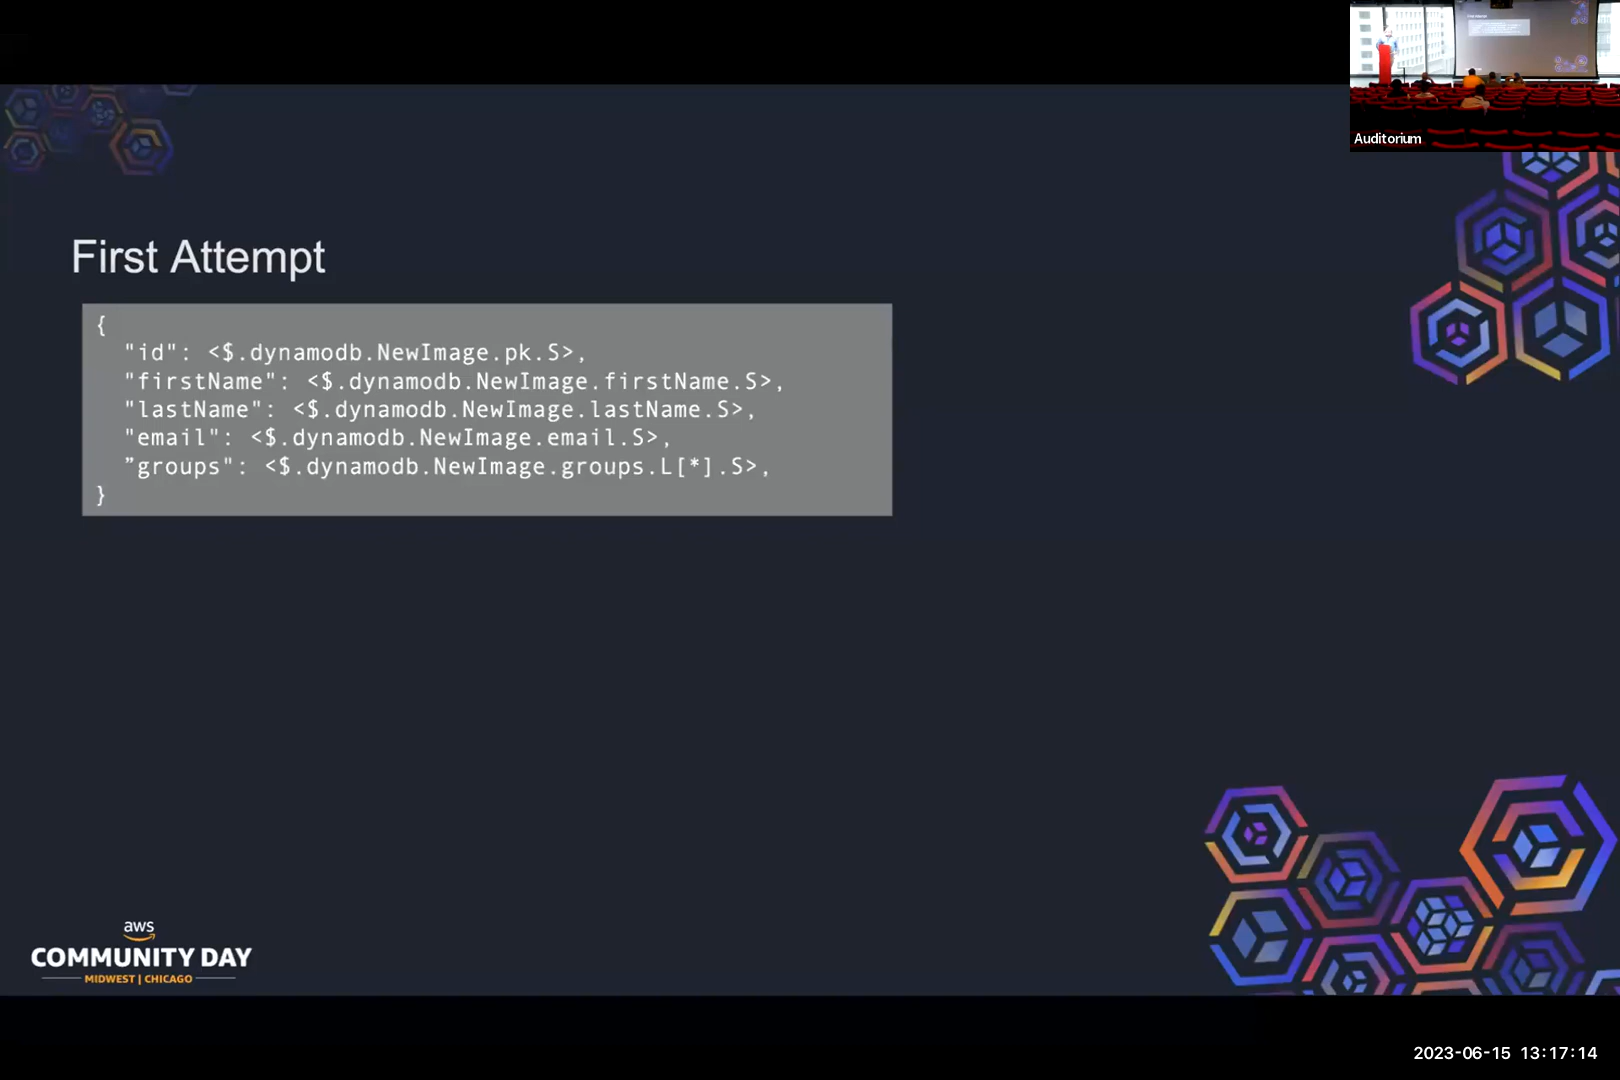 Auditorium
First Attempt
{
"id": <$.dynamodb.NewImage.pk.S>,
"firstName": <$.dynamodb.NewImage.firstName.S>,
"lastName": <$.dynamodb.NewImage.lastName.S>,
"email": <$.dynamodb.NewImage.email.S>,
”groups": <$.dynamodb.NewImage.groups.L[*].S>,
}
aws
COMMUNITY DAY
MIDWEST | CHICAGO
2023-06-15 13:17:14